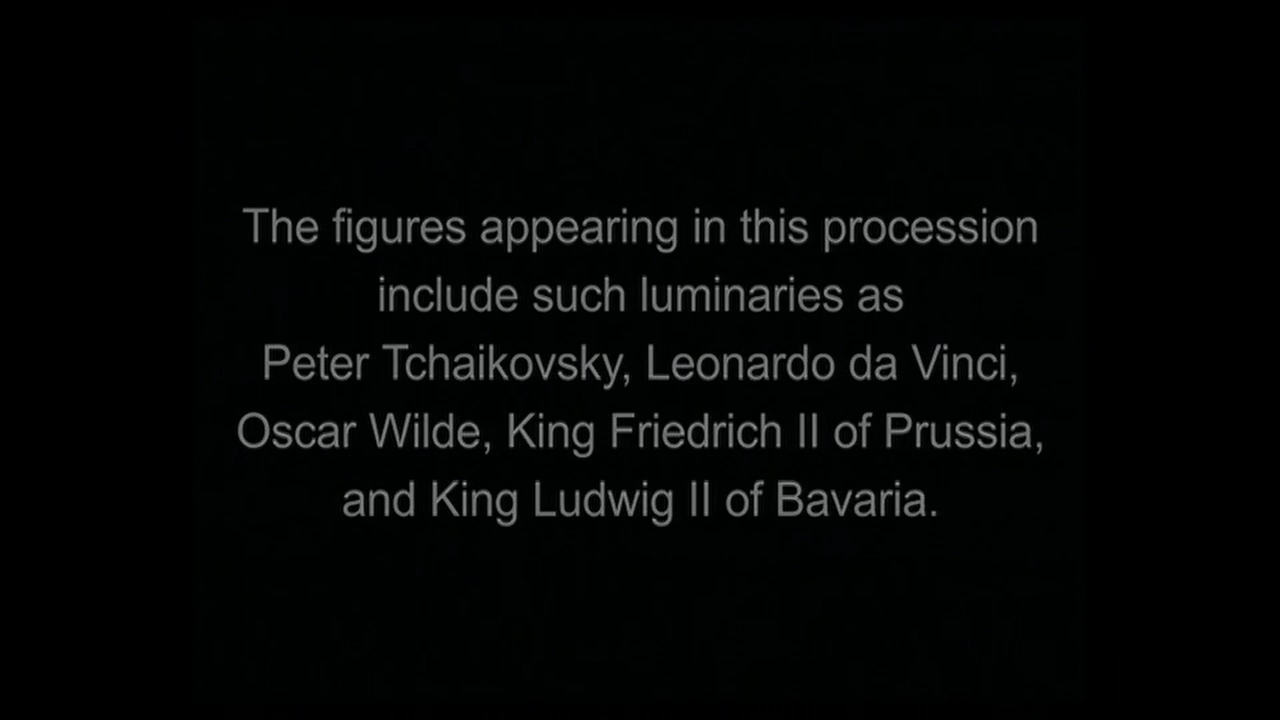 The figures appearing in this procession
include such luminaries as
Peter Tchaikovsky, Leonardo da Vinci,
Oscar Wilde, King Friedrich II of Prussia,
and King Ludwig II of Bavaria.